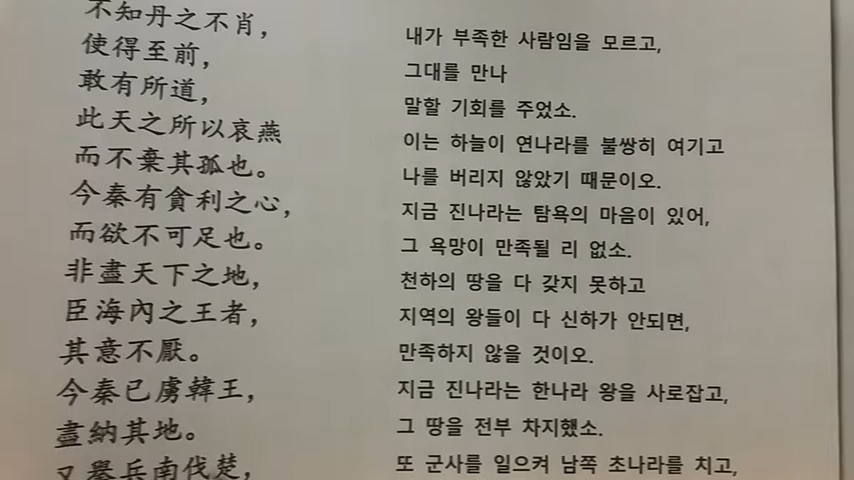 不知丹之不肖，
使得至前，
敢有所道，
此天之所以哀燕
而不棄其孤也。
今秦有貪利之心，
而欲不可足也。
非盡天下之地，
臣海內之王者，
其意不厭。
今秦已虜韓王，
盡納其地。
又舉兵南伐楚，
내가 부족한 사람임을 모르고,
그대를 만나
말할 기회를 주었소.
이는 하늘이 연나라를 불쌍히 여기고
나를 버리지 않았기 때문이오.
지금 진나라는 탐욕의 마음이 있어,
그 욕망이 만족될 리 없소.
천하의 땅을 다 갖지 못하고
지역의 왕들이 다 신하가 안되면,
만족하지 않을 것이오.
지금 진나라는 한나라 왕을 사로잡고,
그 땅을 전부 차지했소.
또 군사를 일으켜 남쪽 초나라를 치고,